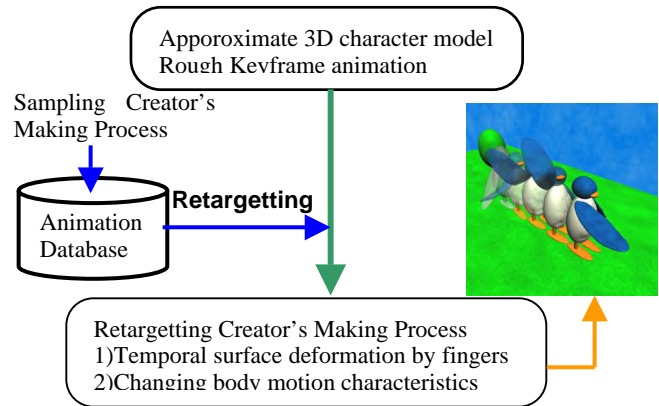 Apporoximate 3D character model
Rough Keyframe animation
Sampling Creator's
Making Process
Retargetting
Animation
Database
Retargetting Creator's Making Process
1)Temporal surface deformation by fingers
2)Changing body motion characteristics